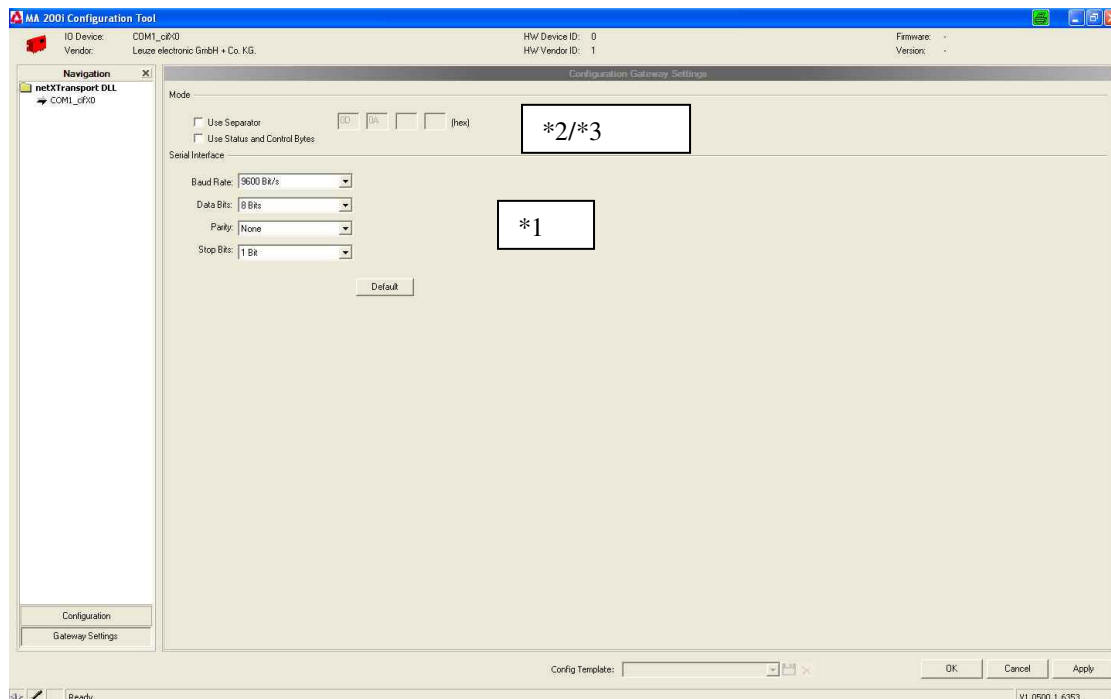 MA 200i Configuration Tool
IO Device: COM1_cifX0 HW Device ID: 0 Firmware: -
Vendor: Leuze electronic GmbH + Co. KG. HW Vendor ID: 1 Version: -
Navigation
netXTransport DLL
COM1_cifX0
Configuration Gateway Settings
Mode
Use Separator 0D 0A (hex)
Use Status and Control Bytes
*2/*3
Serial Interface
Baud Rate: 9600 Bit/s
Data Bits: 8 Bits
Parity: None
Stop Bits: 1 Bit
*1
Default
Configuration
Gateway Settings
Config Template:
OK Cancel Apply
Ready V1.0500.1.6353